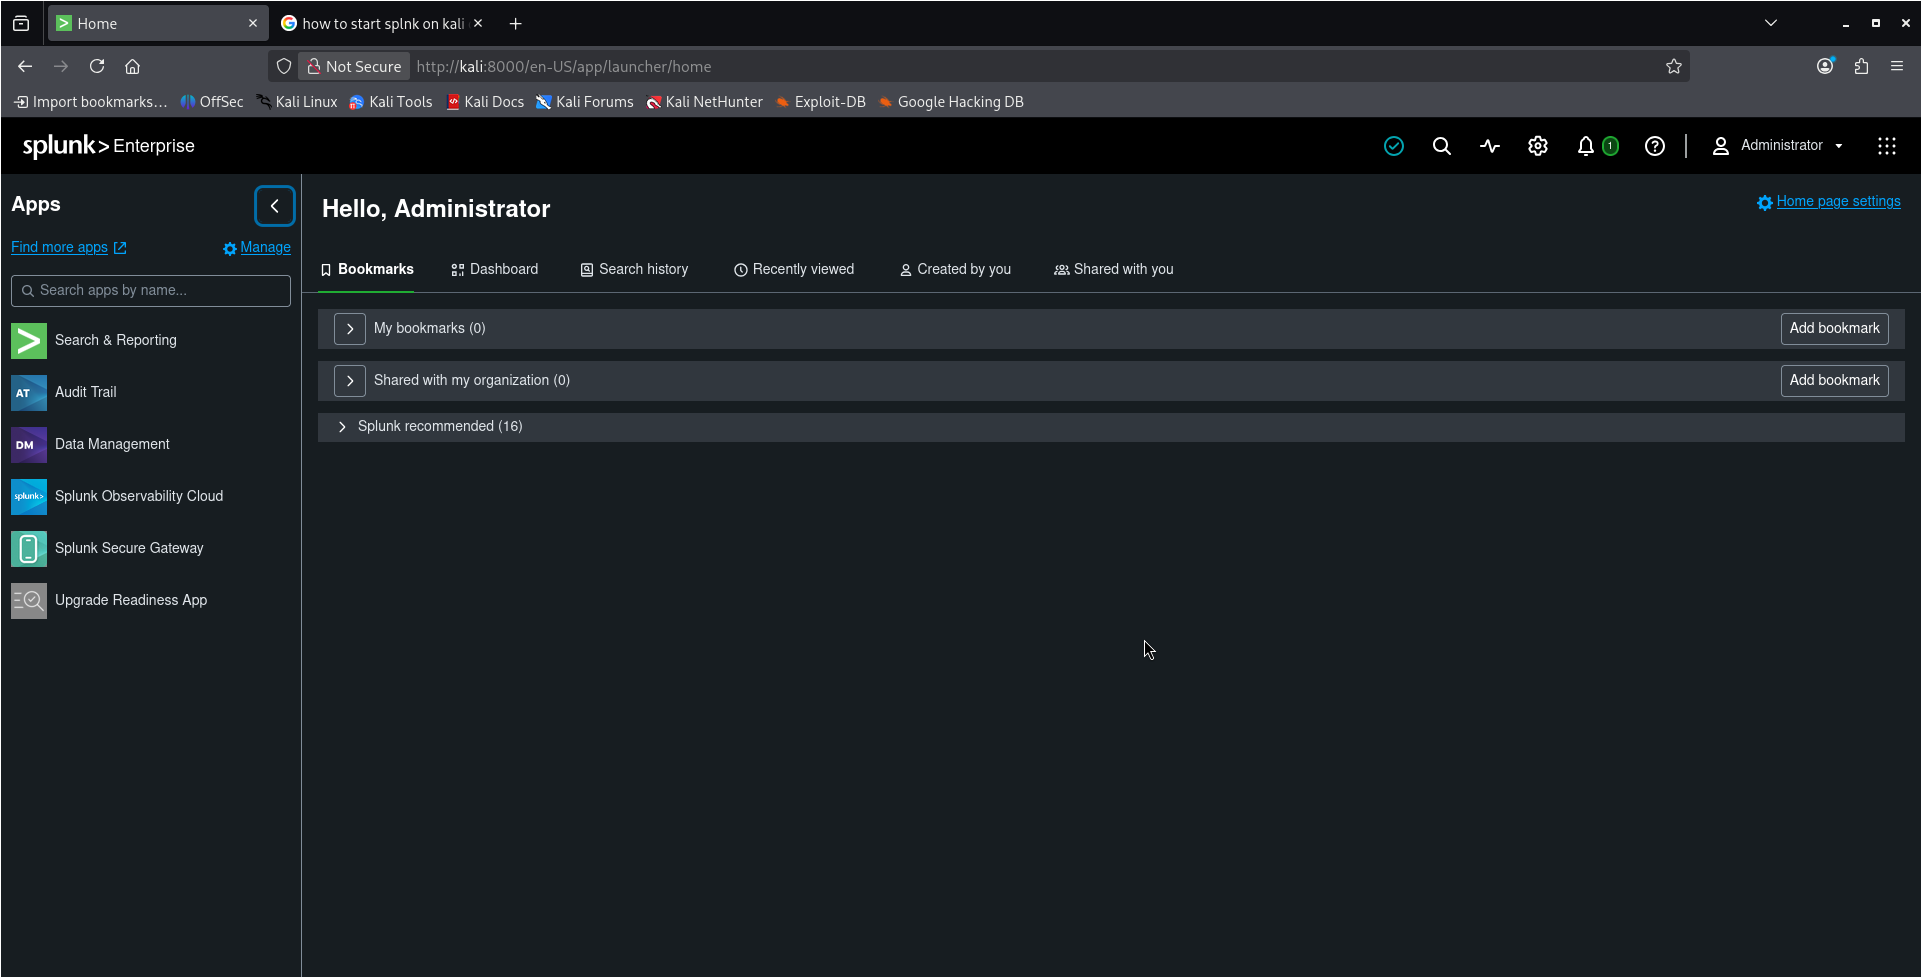 Home
how to start splnk on kali
Not Secure
http://kali:8000/en-US/app/launcher/home
Import bookmarks…
OffSec
Kali Linux
Kali Tools
Kali Docs
Kali Forums
Kali NetHunter
Exploit-DB
Google Hacking DB
splunk> Enterprise
1
Administrator
Apps
Find more apps
Manage
Search apps by name...
Search & Reporting
AT
Audit Trail
DM
Data Management
splunk>
Splunk Observability Cloud
Splunk Secure Gateway
Upgrade Readiness App
Hello, Administrator
Home page settings
Bookmarks
Dashboard
Search history
Recently viewed
Created by you
Shared with you
My bookmarks (0)
Add bookmark
Shared with my organization (0)
Add bookmark
Splunk recommended (16)